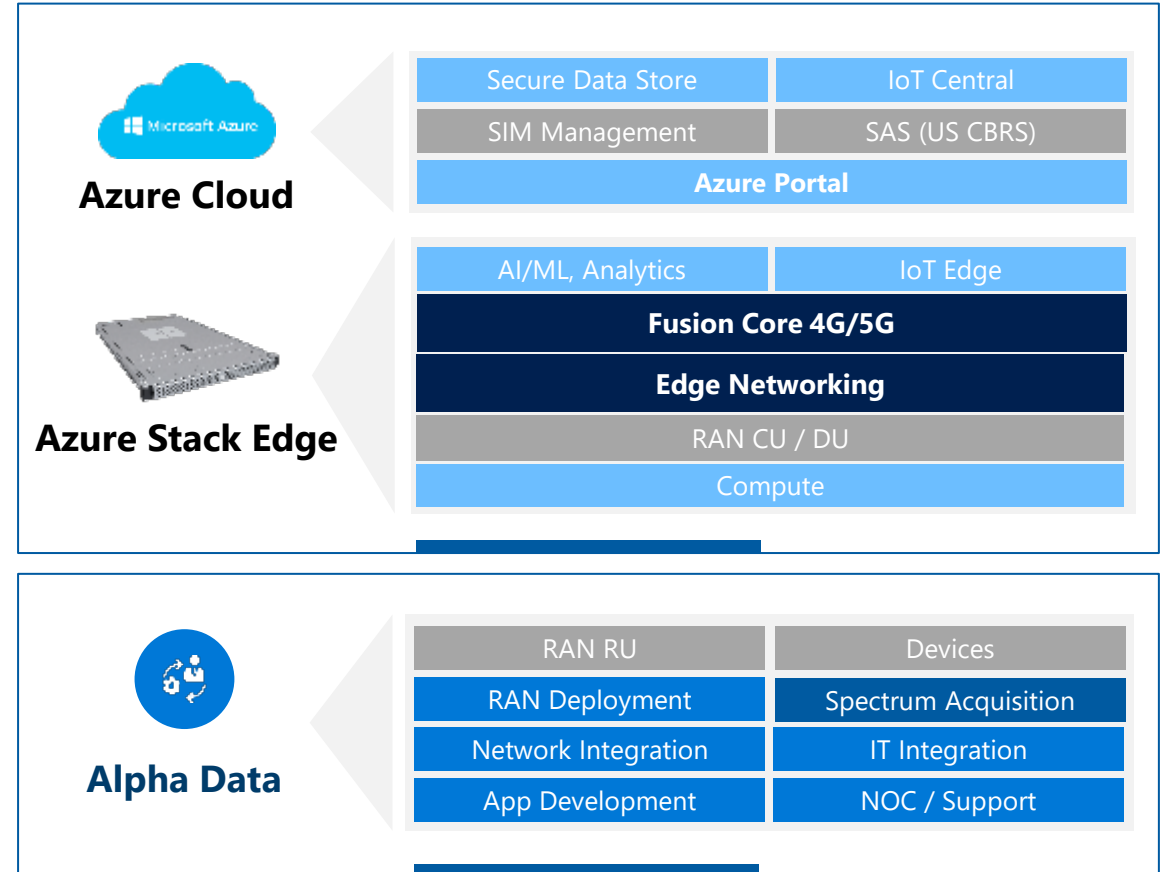 Microsoft Azure
Azure Cloud
Secure Data Store
IoT Central
SIM Management
SAS (US CBRS)
Azure Portal
Azure Stack Edge
AI/ML, Analytics
IoT Edge
Fusion Core 4G/5G
Edge Networking
RAN CU / DU
Compute
Alpha Data
RAN RU
Devices
RAN Deployment
Spectrum Acquisition
Network Integration
IT Integration
App Development
NOC / Support